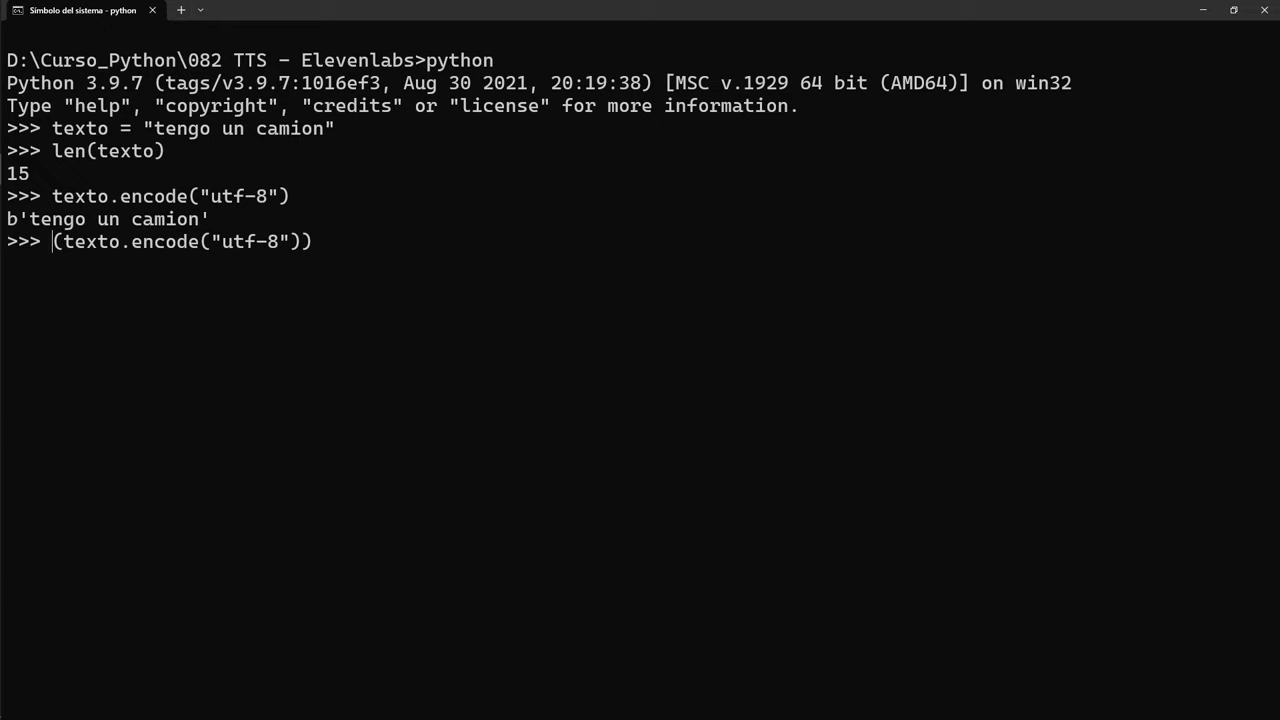 Símbolo del sistema - python
D:\Curso_Python\082 TTS - Elevenlabs>python
Python 3.9.7 (tags/v3.9.7:1016ef3, Aug 30 2021, 20:19:38) [MSC v.1929 64 bit (AMD64)] on win32
Type "help", "copyright", "credits" or "license" for more information.
>>> texto = "tengo un camion"
>>> len(texto)
15
>>> texto.encode("utf-8")
b'tengo un camion'
>>> (texto.encode("utf-8"))